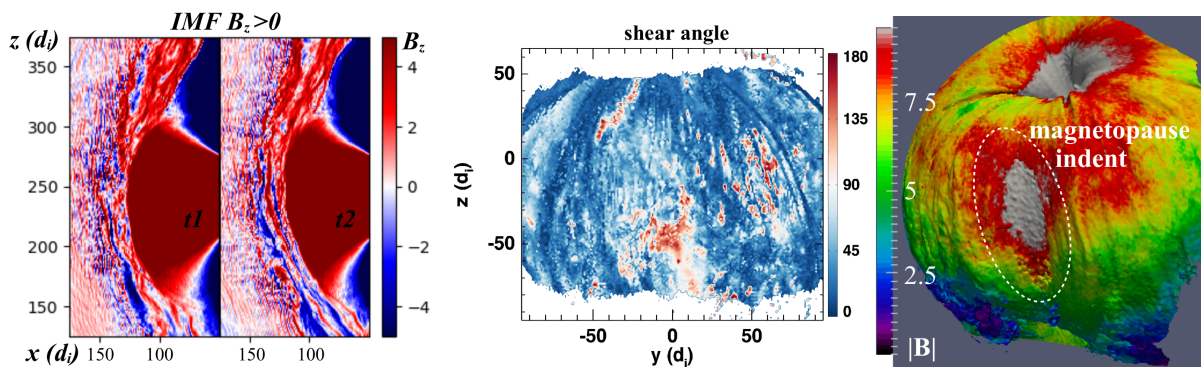 IMF B_z>0
z (d_i)
B_z
350
300
250
200
150
4
2
0
−2
−4
t1
t2
x (d_i)
150
100
150
100
shear angle
50
0
-50
z (d_i)
-50
0
50
y (d_i)
180
135
90
45
0
7.5
5
2.5
magnetopause
indent
|B|